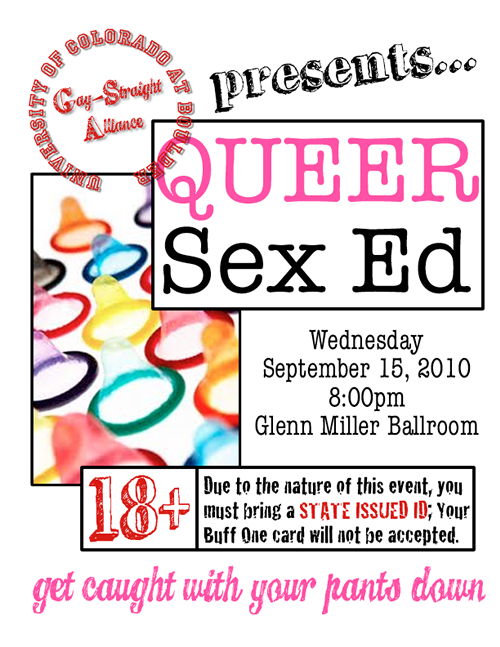 UNIVERSITY OF COLORADO AT BOULDER
Gay-Straight
Alliance
presents...
QUEER
Sex Ed
Wednesday
September 15, 2010
8:00pm
Glenn Miller Ballroom
18+
Due to the nature of this event, you
must bring a STATE ISSUED ID; Your
Buff One card will not be accepted.
get caught with your pants down